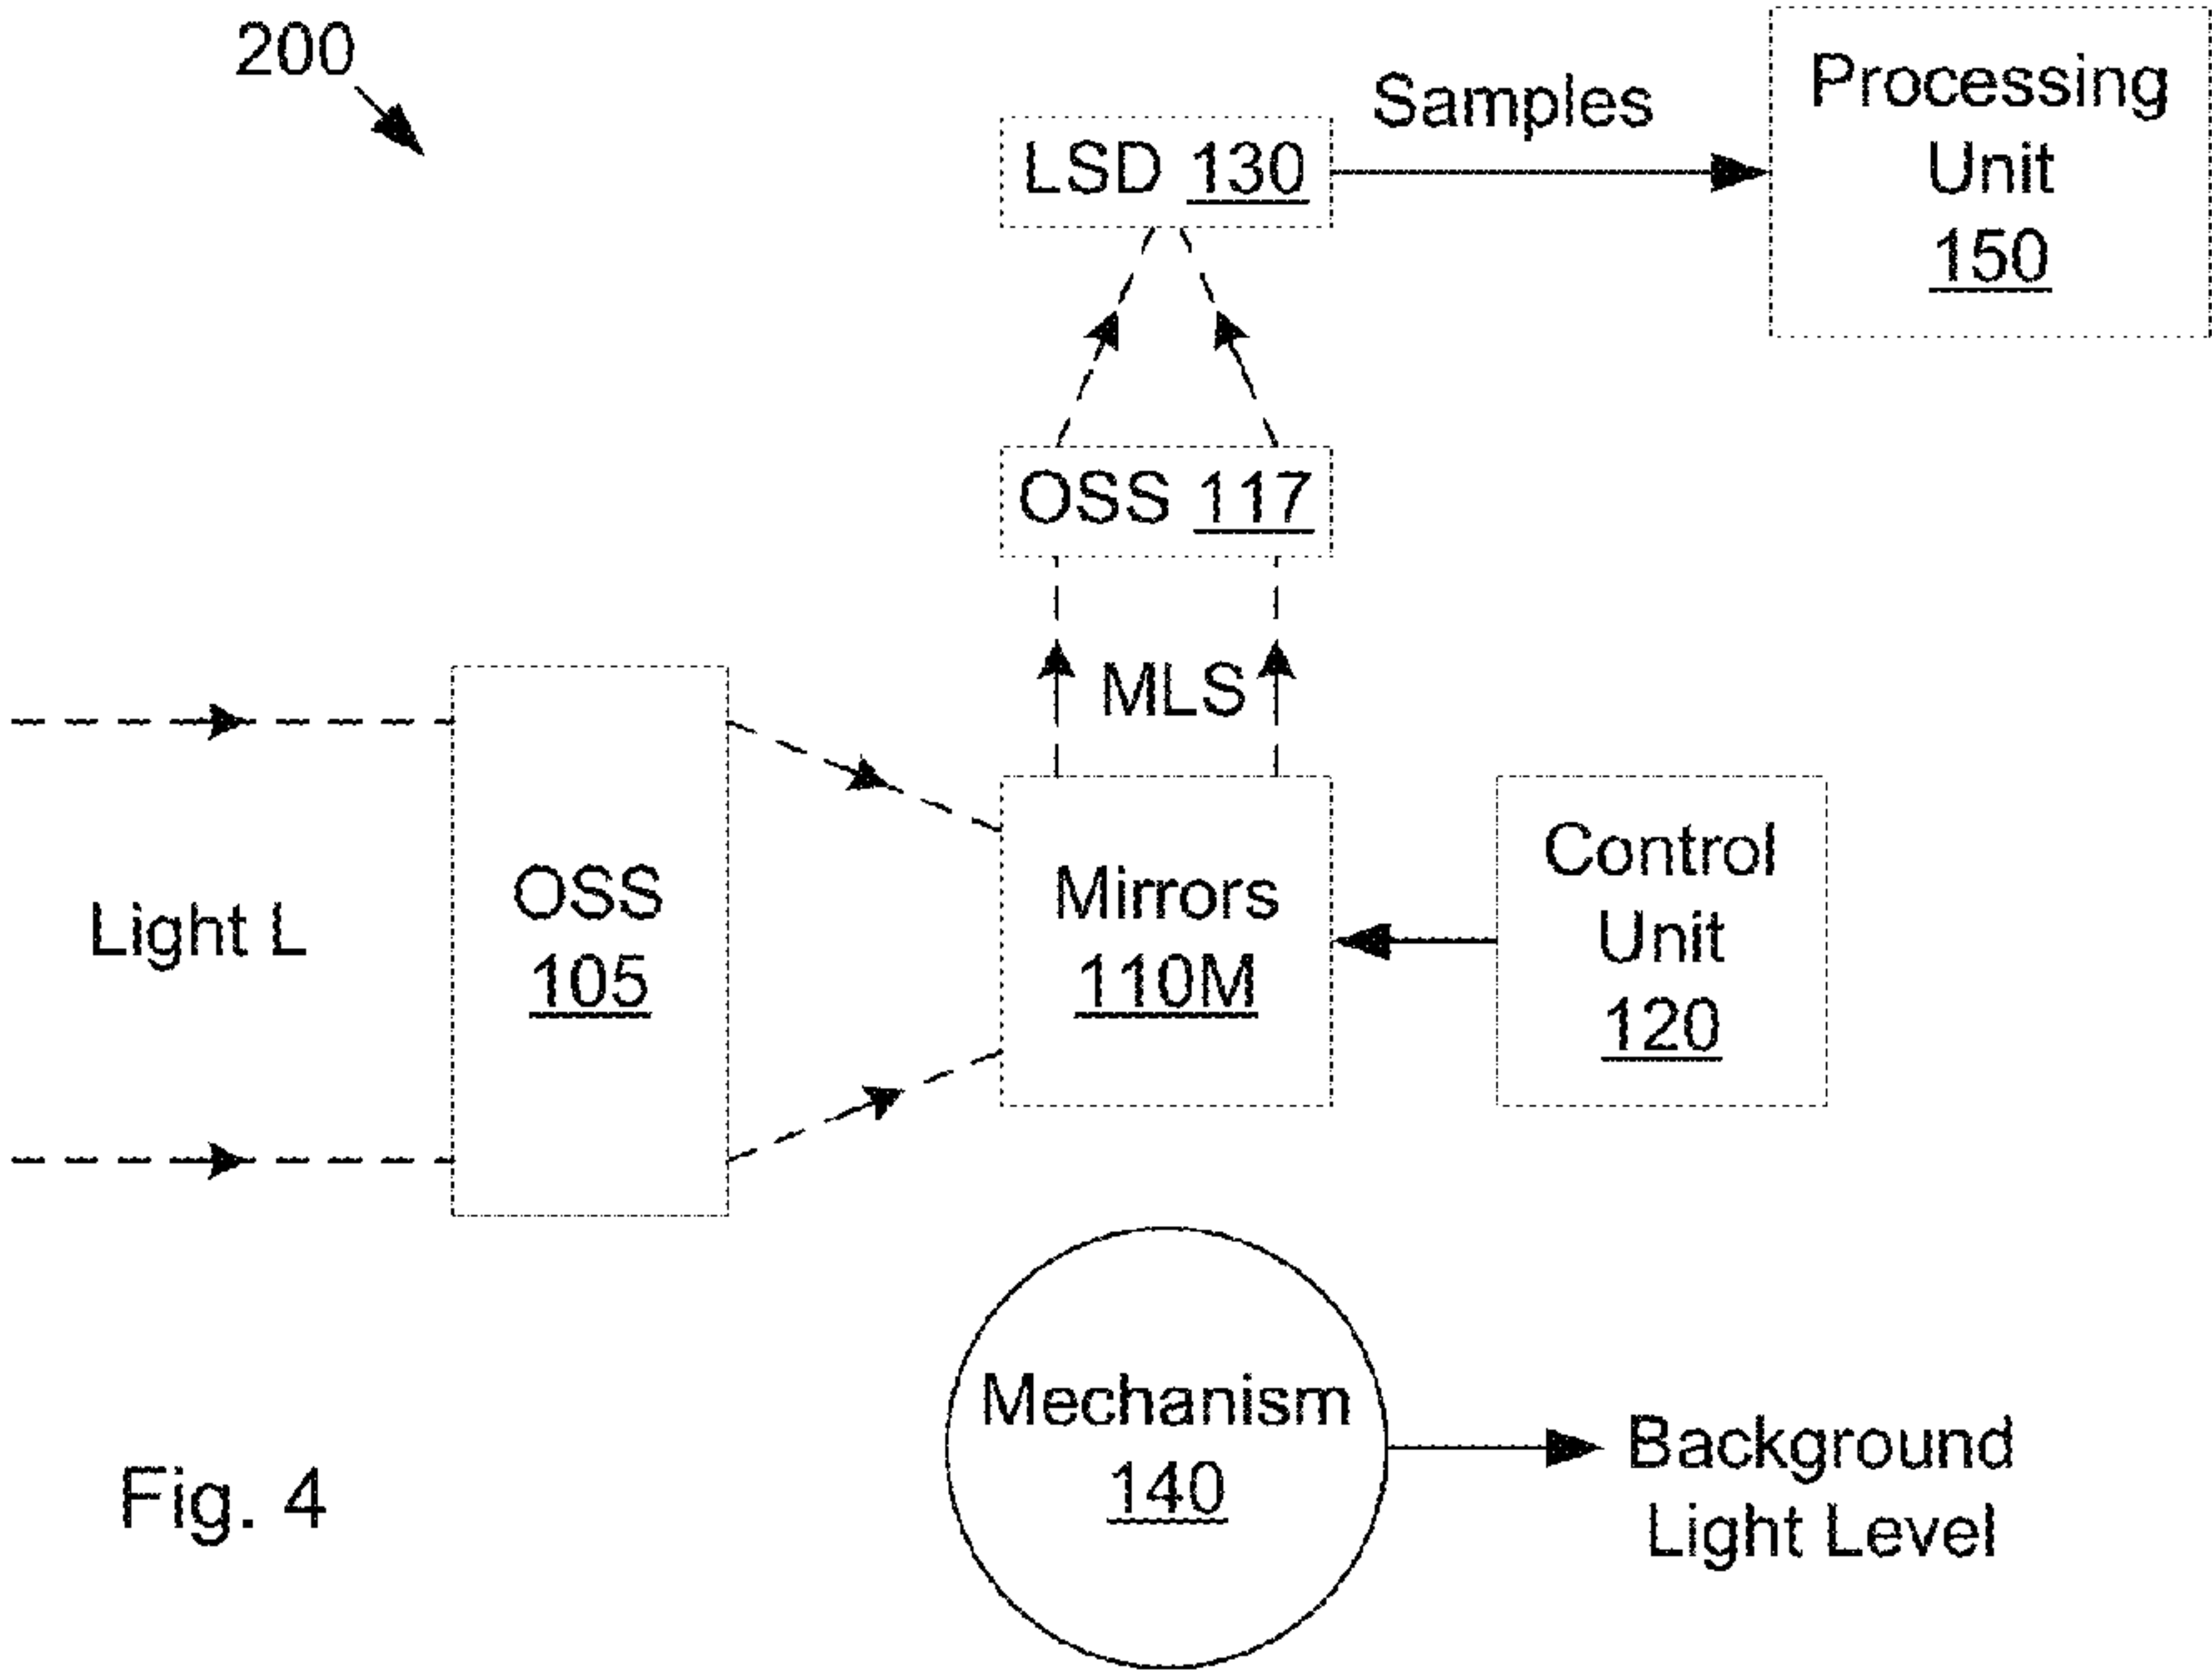 200
Samples
Processing
Unit
150
LSD 130
OSS 117
MLS
Light L
OSS
105
Mirrors
110M
Control
Unit
120
Mechanism
140
Background
Light Level
Fig. 4